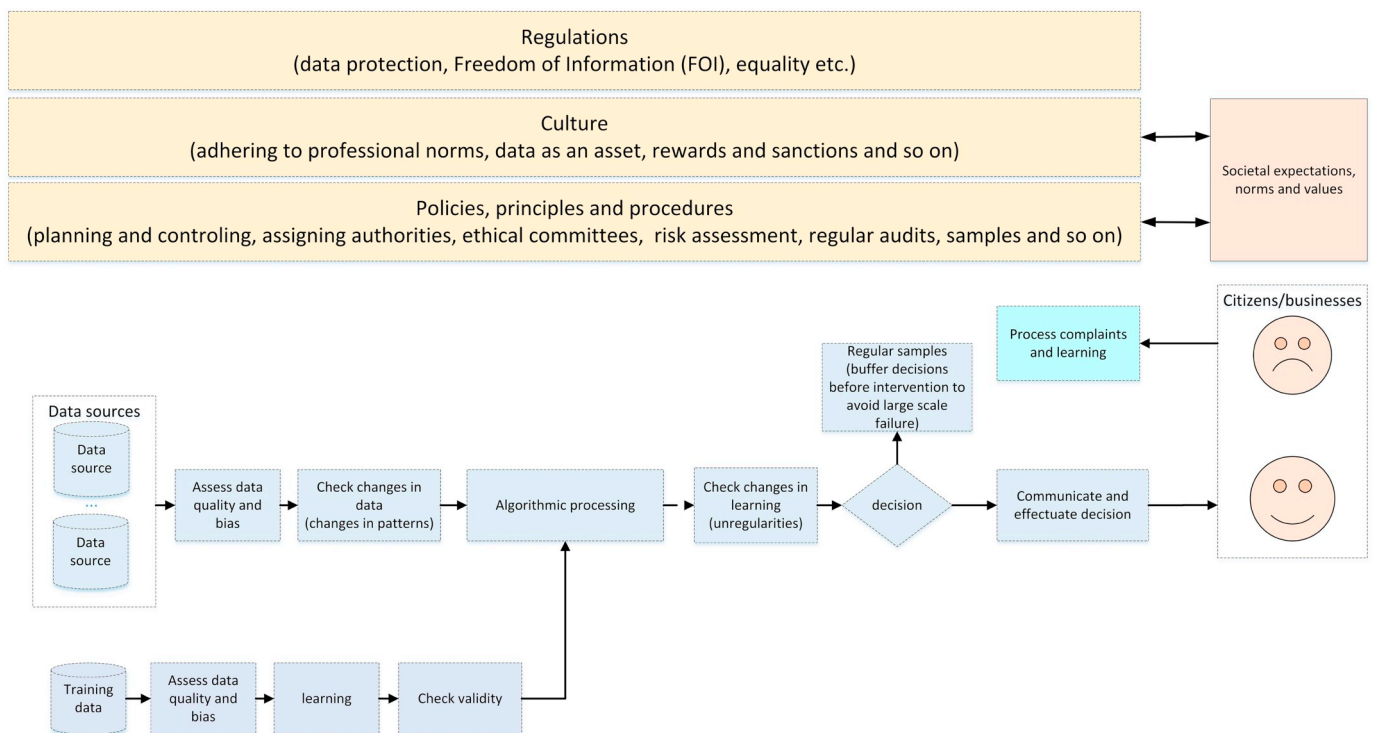 Regulations
(data protection, Freedom of Information (FOI), equality etc.)
Culture
(adhering to professional norms, data as an asset, rewards and sanctions and so on)
Policies, principles and procedures
(planning and controling, assigning authorities, ethical committees, risk assessment, regular audits, samples and so on)
Societal expectations,
norms and values
Citizens/businesses
Process complaints
and learning
Regular samples
(buffer decisions
before intervention to
avoid large scale
failure)
Data sources
Data
source
...
Data
source
Assess data
quality and
bias
Check changes in
data
(changes in patterns)
Algorithmic processing
Check changes in
learning
(unregularities)
decision
Communicate and
effectuate decision
Training
data
Assess data
quality and
bias
learning
Check validity